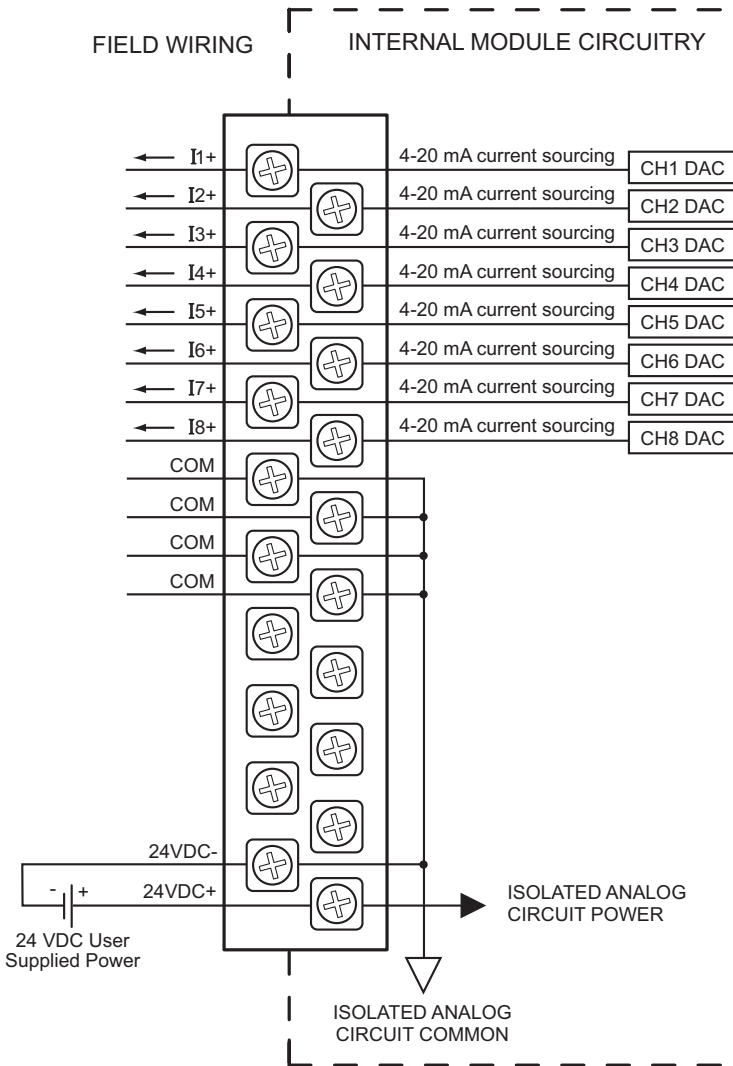 FIELD WIRING
INTERNAL MODULE CIRCUITRY
I1+
4-20 mA current sourcing
CH1 DAC
I2+
4-20 mA current sourcing
CH2 DAC
I3+
4-20 mA current sourcing
CH3 DAC
I4+
4-20 mA current sourcing
CH4 DAC
I5+
4-20 mA current sourcing
CH5 DAC
I6+
4-20 mA current sourcing
CH6 DAC
I7+
4-20 mA current sourcing
CH7 DAC
I8+
4-20 mA current sourcing
CH8 DAC
COM
COM
COM
COM
24VDC-
- +
24VDC+
24 VDC User
Supplied Power
ISOLATED ANALOG
CIRCUIT POWER
ISOLATED ANALOG
CIRCUIT COMMON